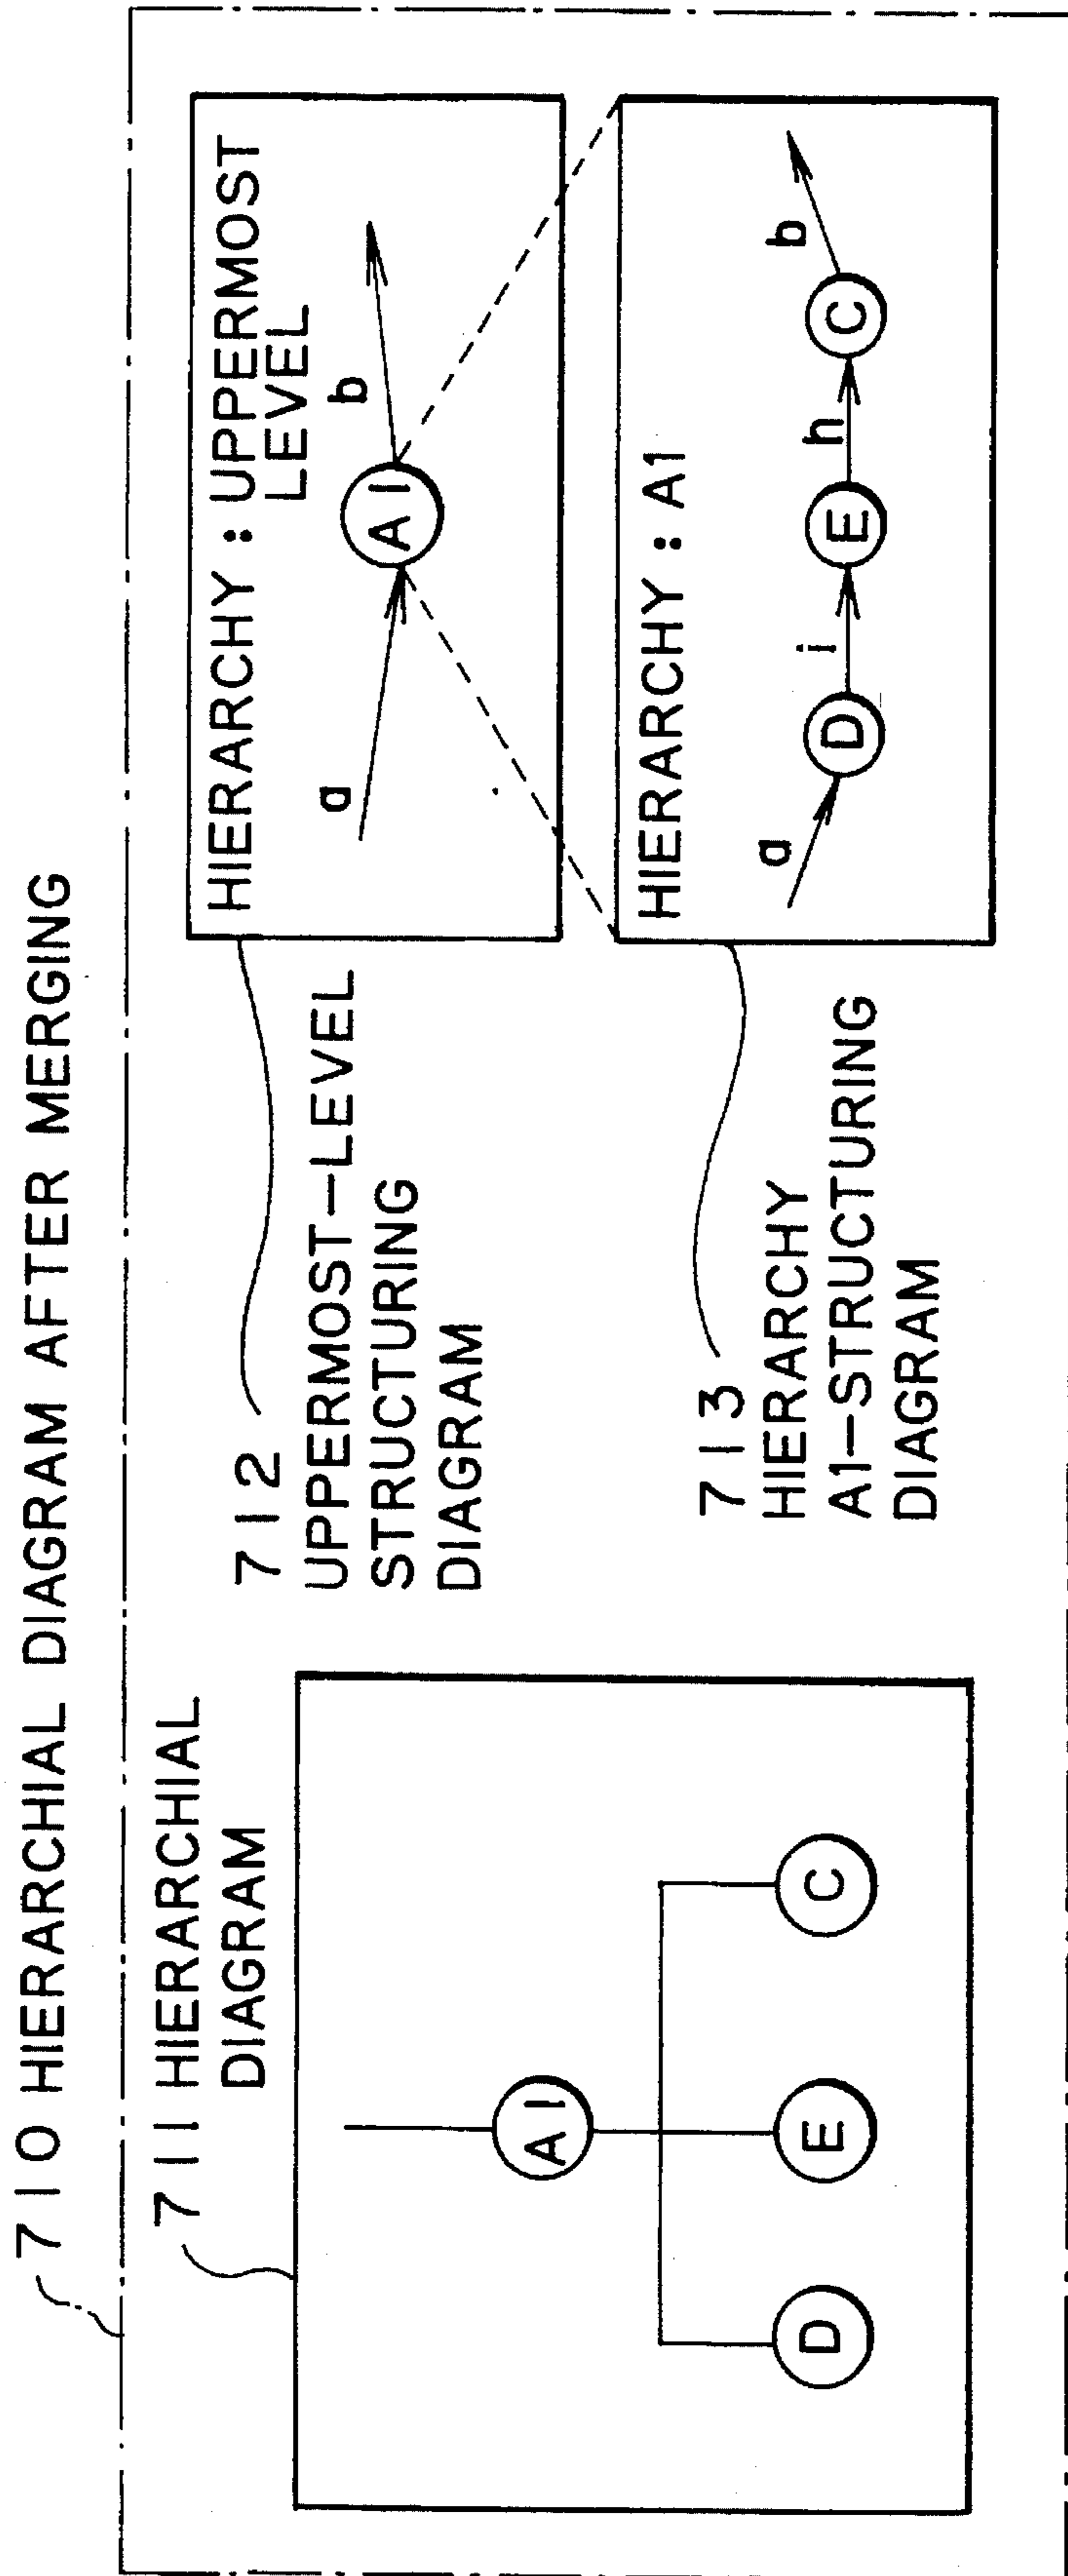 710 HIERARCHIAL DIAGRAM AFTER MERGING
711 HIERARCHIAL
DIAGRAM
A1
D
E
C
712
UPPERMOST-LEVEL
STRUCTURING
DIAGRAM
HIERARCHY : UPPERMOST
LEVEL
a
A1
b
713
HIERARCHY
A1-STRUCTURING
DIAGRAM
HIERARCHY : A1
a
D
i
E
h
C
b